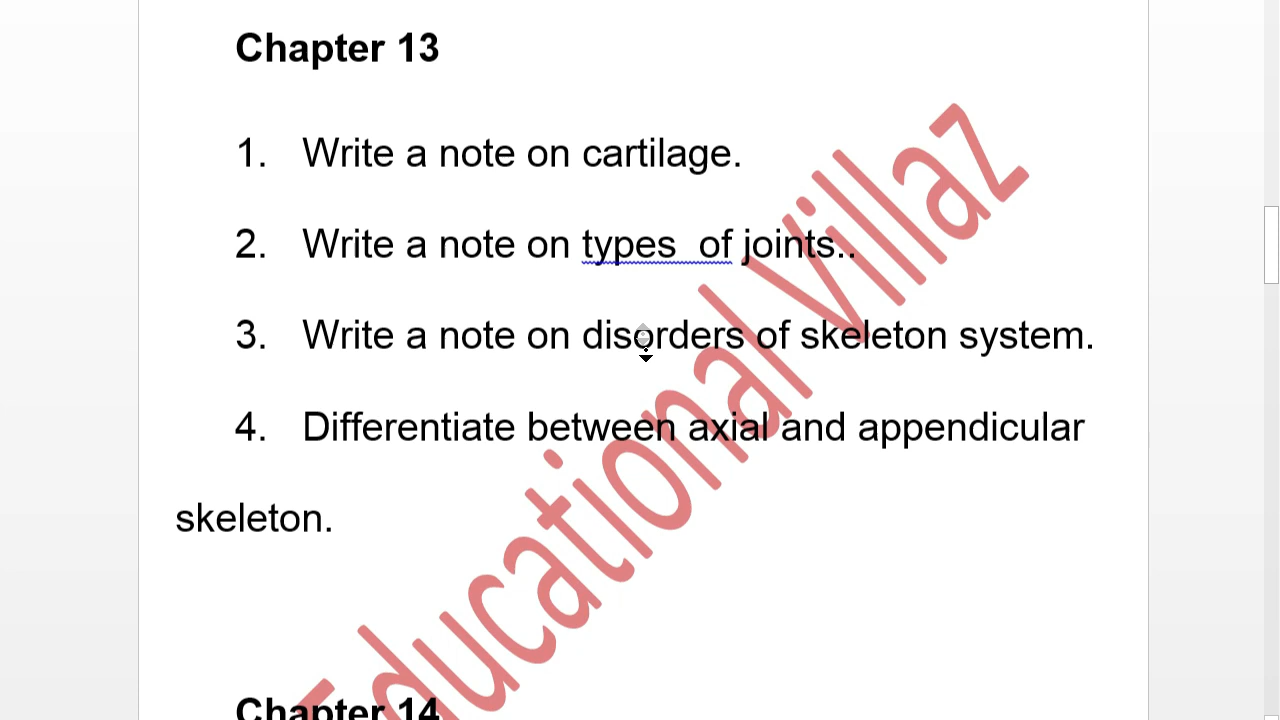 Chapter 13
1. Write a note on cartilage.
2. Write a note on types  of joints..
3. Write a note on disorders of skeleton system.
4. Differentiate between axial and appendicular
skeleton.
Educational Villaz
Chapter 14